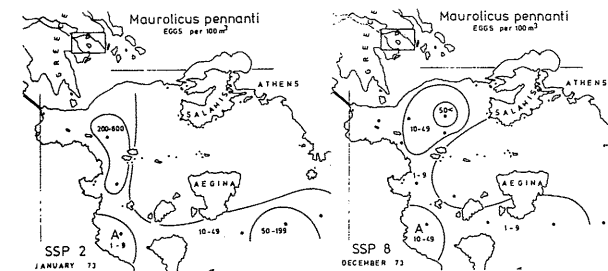 Maurolicus pennanti
EGGS per 100 m³
GREECE
ATHENS
SALAMIS
200-600
AEGINA
A
1-9
10-49
50-199
SSP 2
JANUARY 73
Maurolicus pennanti
EGGS per 100 m³
ATHENS
SALAMIS
50<
10-49
1-9
AEGINA
A
10-49
1-9
SSP 8
DECEMBER 73